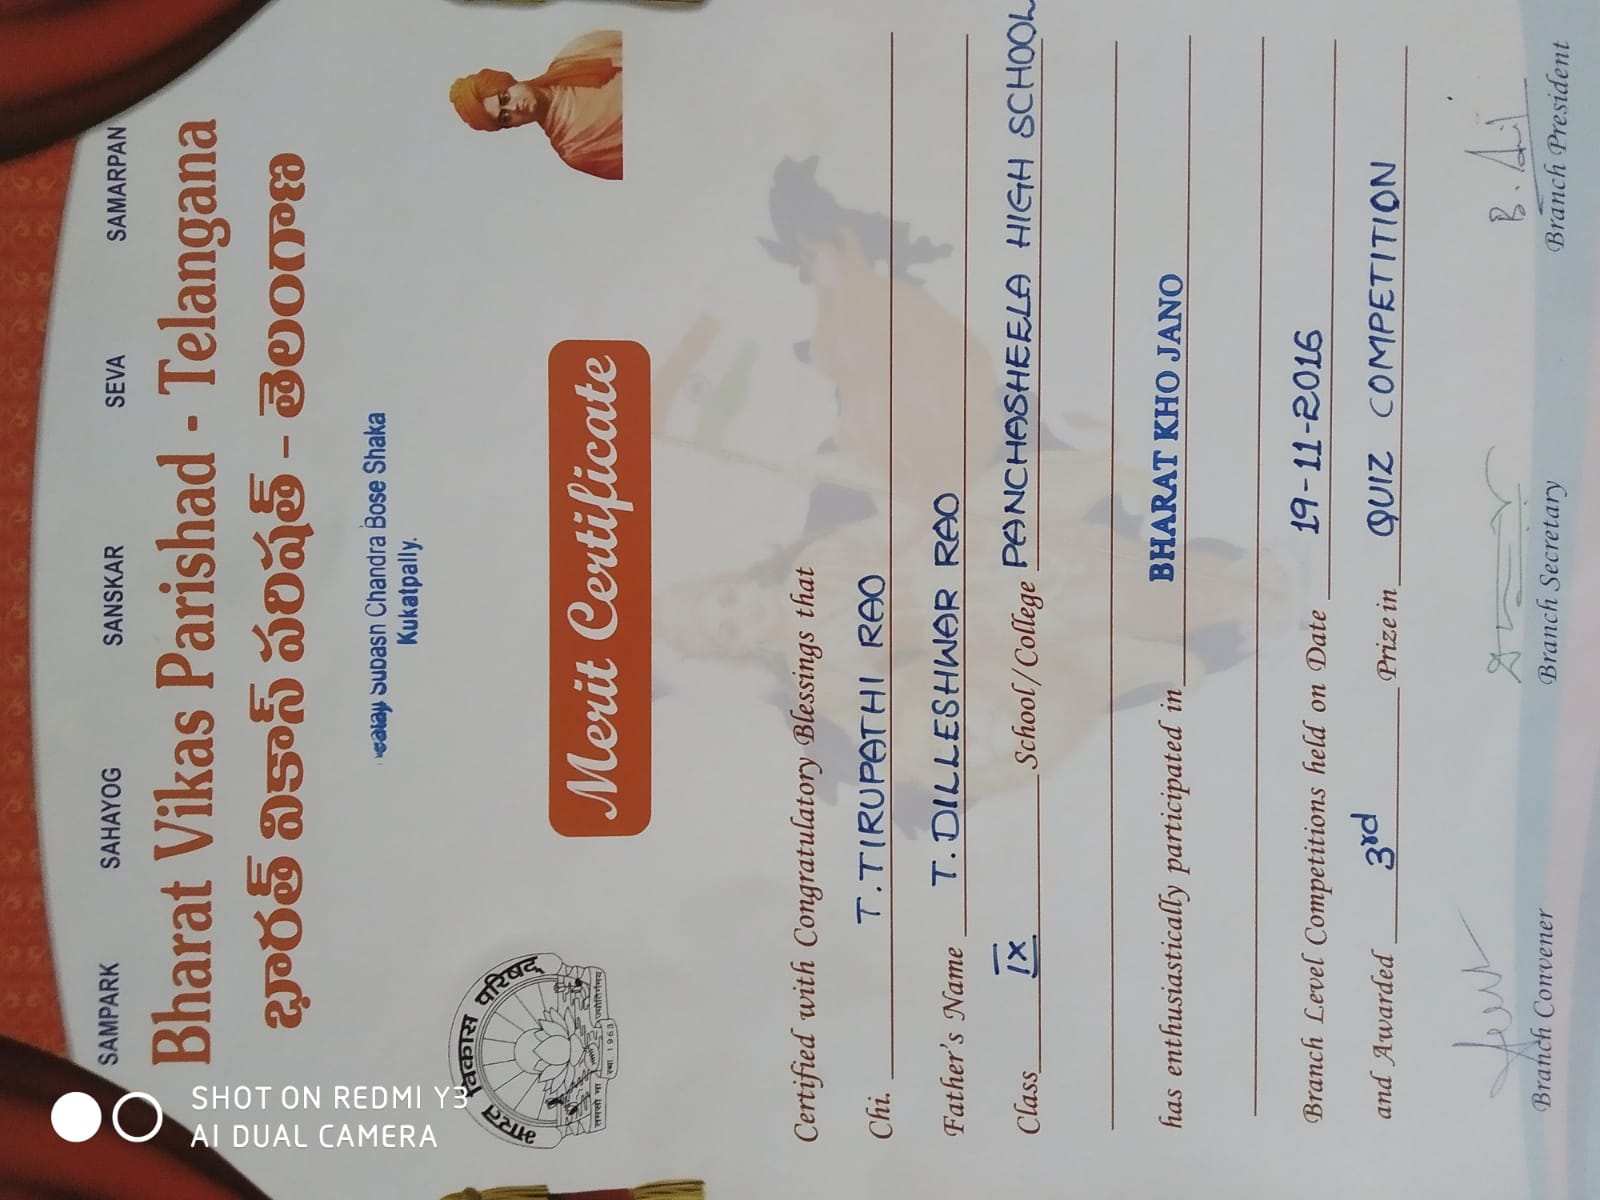 SAMPARK SAHAYOG SANSKAR SEVA SAMARPAN
Bharat Vikas Parishad - Telangana
భారత్ వికాస్ పరిషత్ - తెలంగాణ
Subash Chandra Bose Shaka
Kukatpally.
भारत विकास परिषद्
स्था. 1963
तमसो मा ज्योतिर्गमय
Merit Certificate
Certified with Congratulatory Blessings that
Chi. T. TIRUPATHI RAO
Father's Name T. DILLESHWAR RAO
Class IX School/College PANCHASHEELA HIGH SCHOOL
has enthusiastically participated in BHARAT KHO JANO
Branch Level Competitions held on Date 19-11-2016
and Awarded 3rd Prize in QUIZ COMPETITION
B. Anil
Branch Convener Branch Secretary Branch President
SHOT ON REDMI Y3
AI DUAL CAMERA